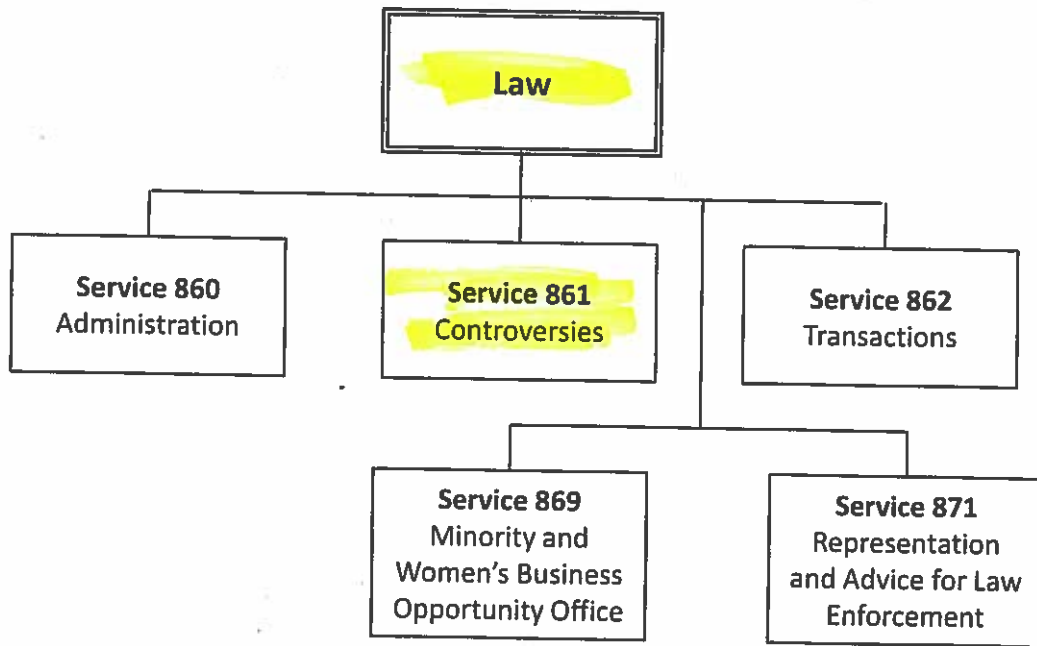 Law
Service 860
Administration
Service 861
Controversies
Service 862
Transactions
Service 869
Minority and
Women's Business
Opportunity Office
Service 871
Representation
and Advice for Law
Enforcement